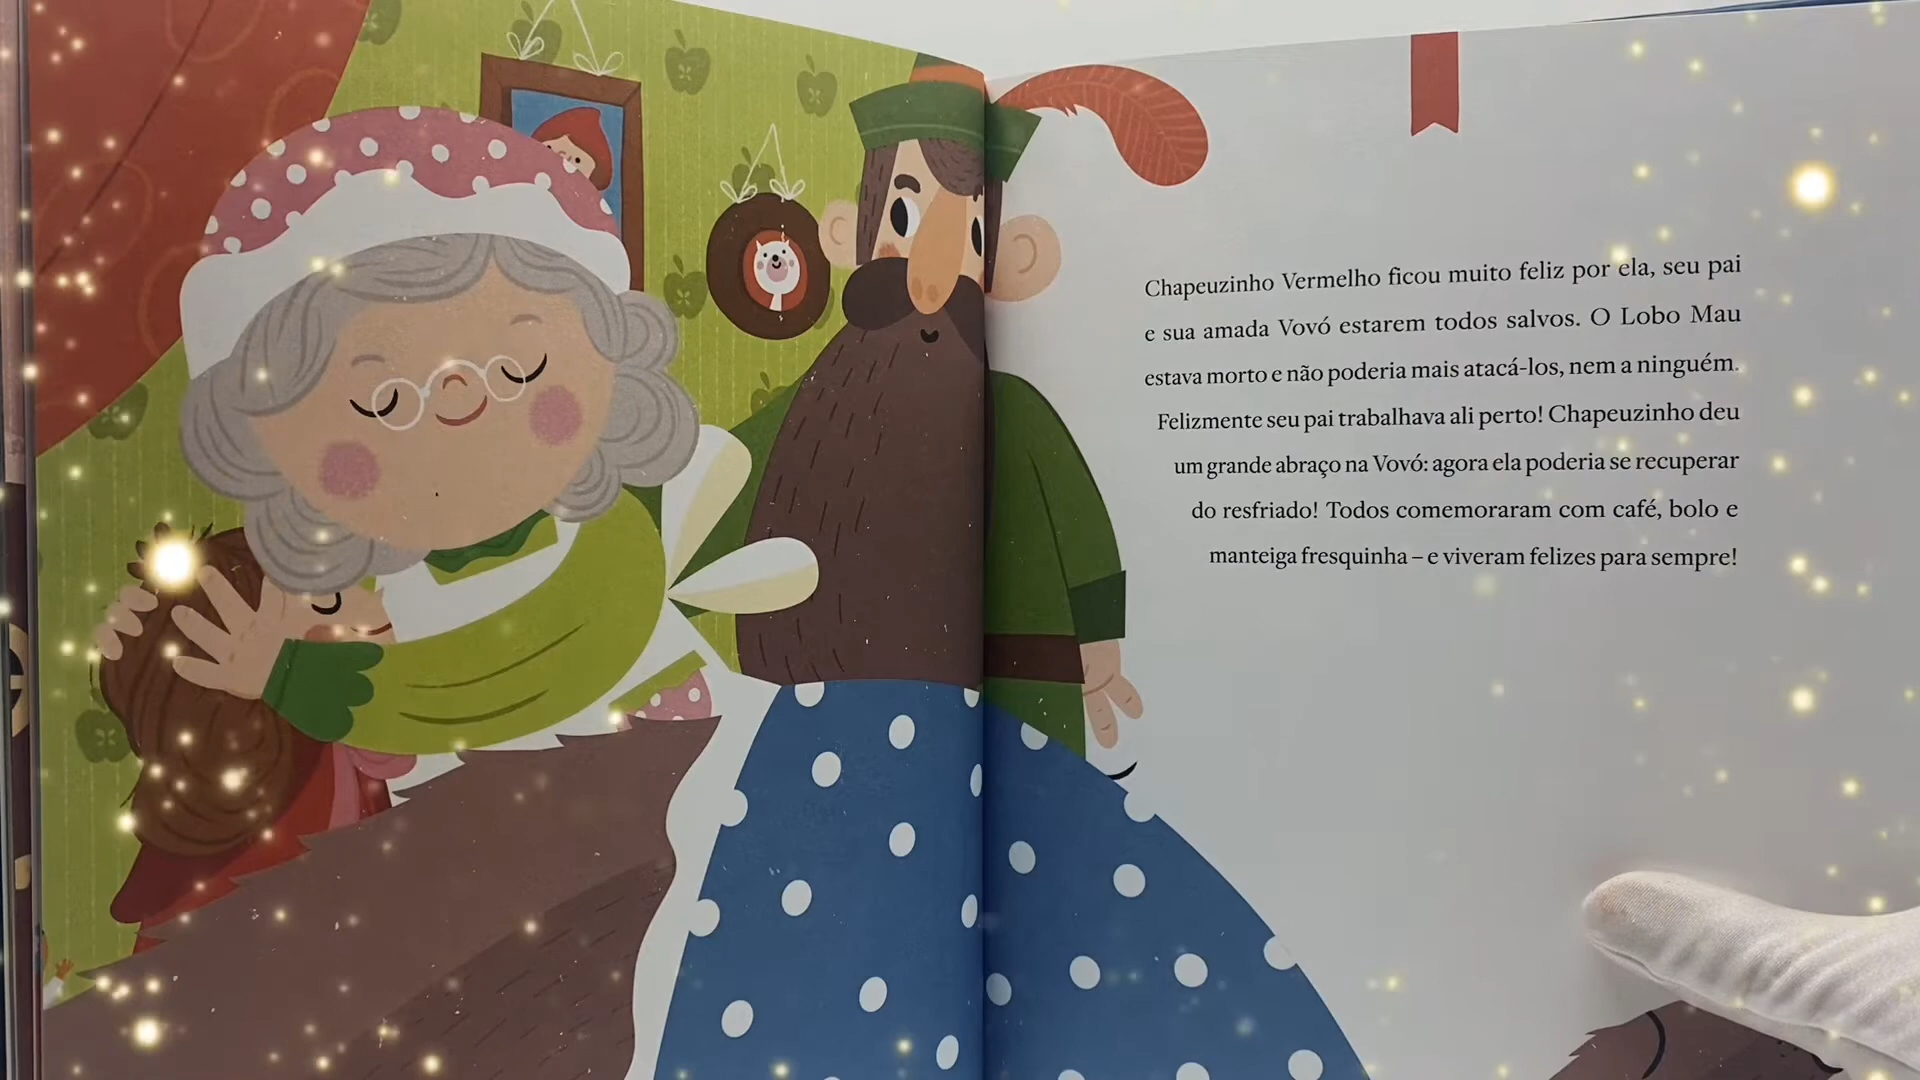 Chapeuzinho Vermelho ficou muito feliz por ela, seu pai
e sua amada Vovó estarem todos salvos. O Lobo Mau
estava morto e não poderia mais atacá-los, nem a ninguém.
Felizmente seu pai trabalhava ali perto! Chapeuzinho deu
um grande abraço na Vovó: agora ela poderia se recuperar
do resfriado! Todos comemoraram com café, bolo e
manteiga fresquinha – e viveram felizes para sempre!